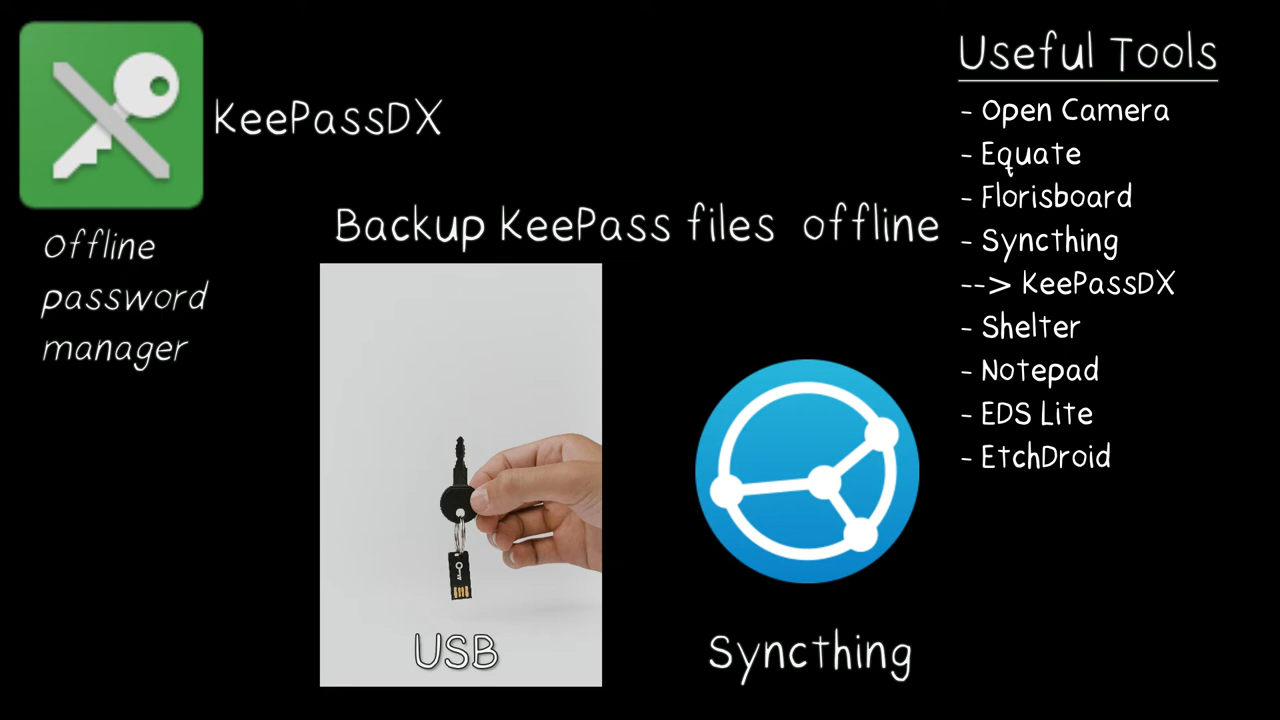 KeePassDX
Offline
password
manager
Backup KeePass files offline
USB
Syncthing
Useful Tools
- Open Camera
- Equate
- Florisboard
- Syncthing
--> KeePassDX
- Shelter
- Notepad
- EDS Lite
- EtchDroid